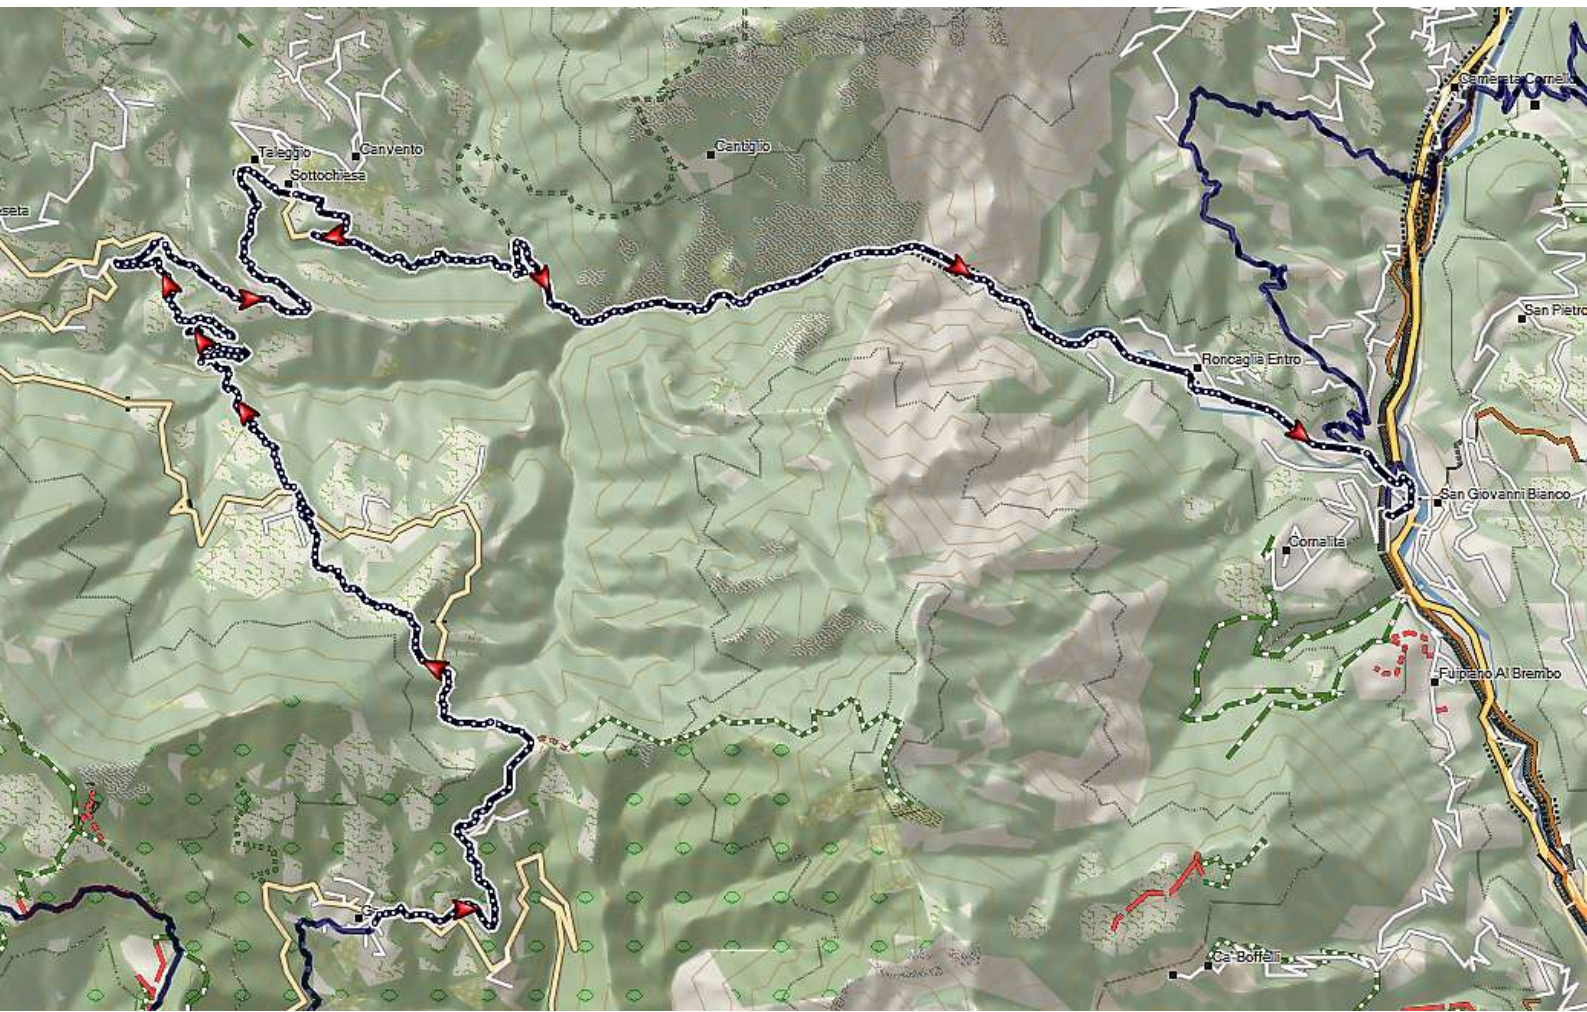 Camerata Cornello
Cantiglio
Taleggio
Canvento
Sottochiesa
seta
San Pietro
Roncaglia Entro
San Giovanni Bianco
Cornalita
Fuipiano Al Brembo
G
Ca' Boffelli